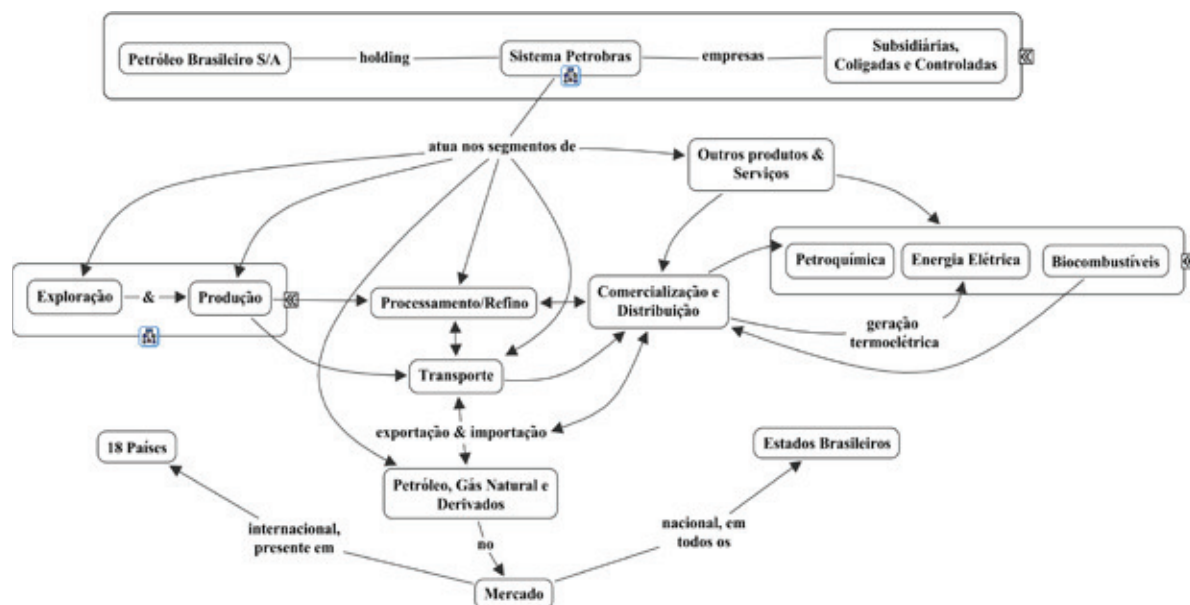 Petróleo Brasileiro S/A
holding
Sistema Petrobras
empresas
Subsidiárias,
Coligadas e Controladas
atua nos segmentos de
Outros produtos &
Serviços
Exploração
&
Produção
Processamento/Refino
Comercialização e
Distribuição
Petroquímica
Energia Elétrica
Biocombustíveis
geração
termoelétrica
Transporte
exportação & importação
18 Países
Estados Brasileiros
Petróleo, Gás Natural e
Derivados
internacional,
presente em
no
nacional, em
todos os
Mercado